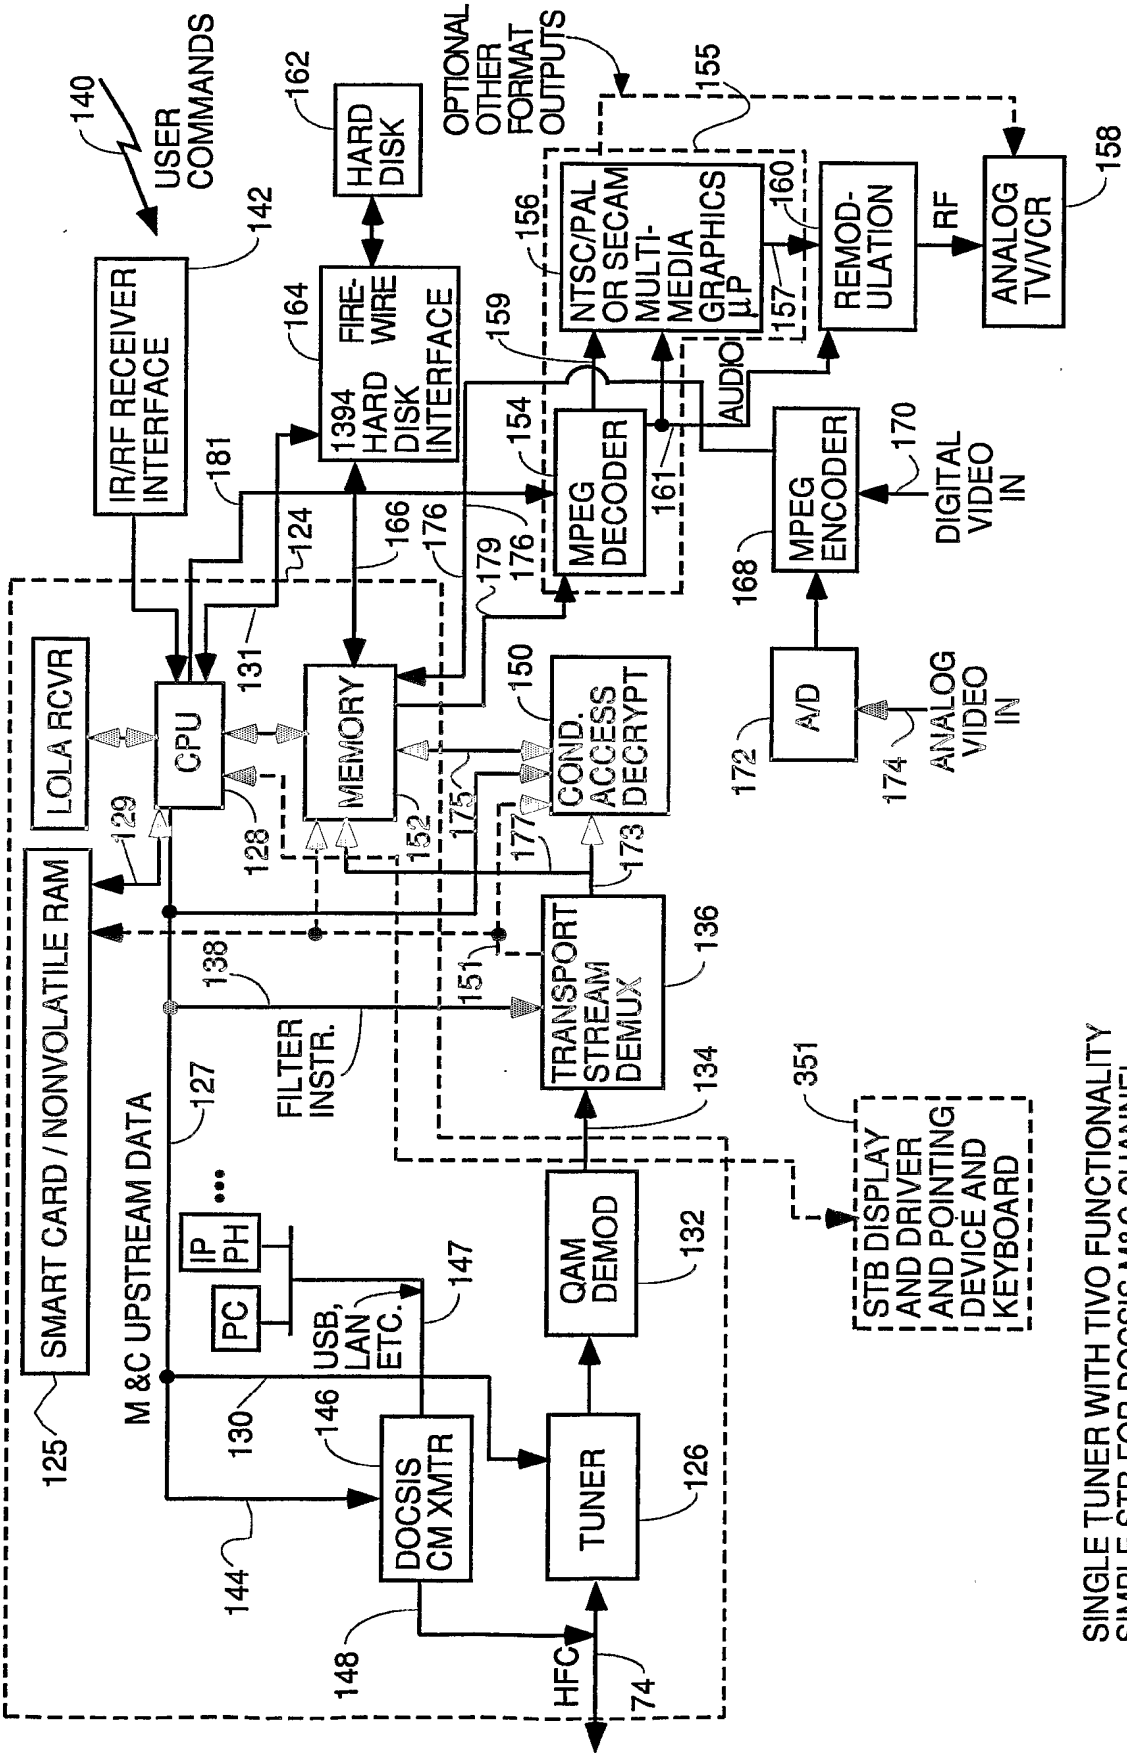 140
USER
COMMANDS
IR/RF RECEIVER
INTERFACE
142
LOLA RCVR
SMART CARD / NONVOLATILE RAM
125
129
CPU
128
131
181
124
1394 FIRE-
HARD WIRE
DISK
INTERFACE
164
HARD
DISK
162
M &C UPSTREAM DATA
127
138
FILTER
INSTR.
MEMORY
152
166
176
179
176
175
177
173
151
144
130
146
DOCSIS
CM XMTR
148
PC
IP
PH
...
USB,
LAN
ETC.
147
HFC
74
TUNER
126
QAM
DEMOD
132
134
TRANSPORT
STREAM
DEMUX
136
COND.
ACCESS
DECRYPT
150
MPEG
DECODER
154
159
161
AUDIO
156
NTSC/PAL
OR SECAM
MULTI-
MEDIA
GRAPHICS
µP
155
157
OPTIONAL
OTHER
FORMAT
OUTPUTS
160
REMOD-
ULATION
RF
ANALOG
TV/VCR
158
MPEG
ENCODER
168
170
DIGITAL
VIDEO
IN
A/D
172
174
ANALOG
VIDEO
IN
351
STB DISPLAY
AND DRIVER
AND POINTING
DEVICE AND
KEYBOARD
SINGLE TUNER WITH TIVO FUNCTIONALITY
SIMPLE STB FOR DOCSIS M&C CHANNEL